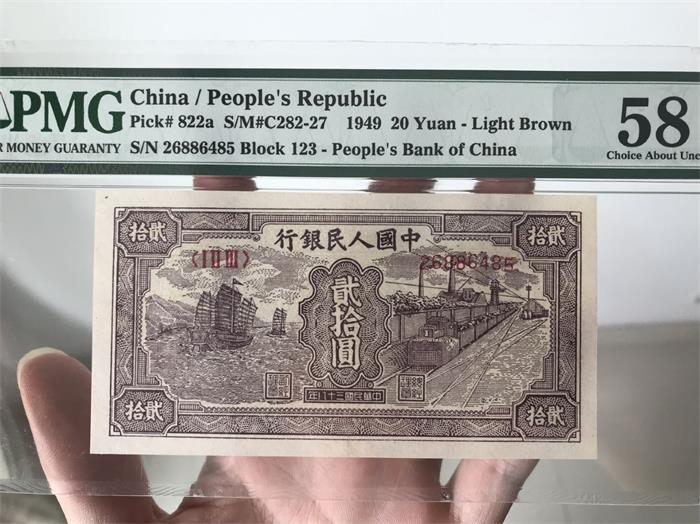 PMG
R MONEY GUARANTY
China / People's Republic
Pick# 822a S/M#C282-27 1949 20 Yuan - Light Brown
S/N 26886485 Block 123 - People's Bank of China
58
Choice About Unc
貳拾
貳拾
中國人民銀行
〈I II III〉
26886485
貳拾圓
中華民國三十八年
貳拾
貳拾